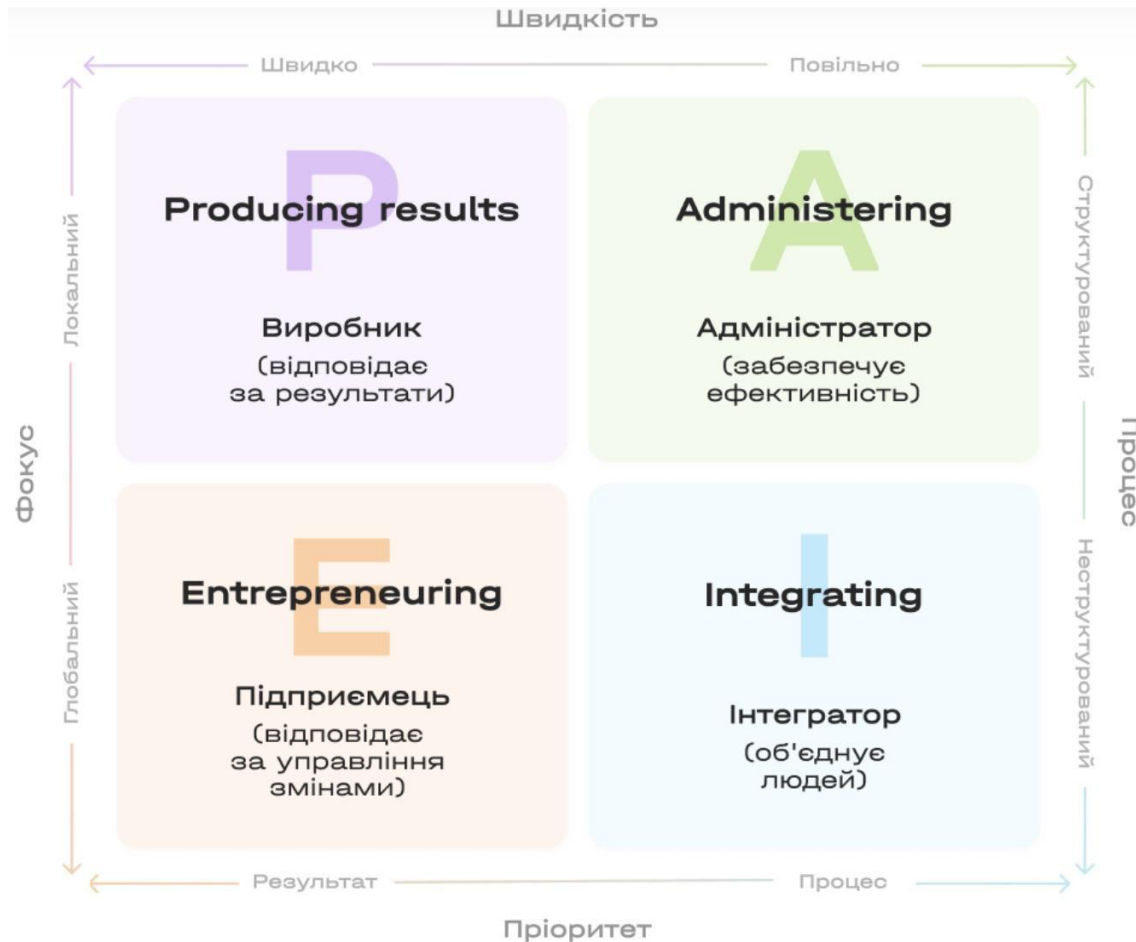 Швидкість
Швидко
Повільно
Фокус
Локальний
Глобальний
P
Producing results
Виробник
(відповідає
за результати)
A
Administering
Адміністратор
(забезпечує
ефективність)
Структурований
Процес
Неструктурований
E
Entrepreneuring
Підприємець
(відповідає
за управління
змінами)
I
Integrating
Інтегратор
(об'єднує
людей)
Результат
Процес
Пріоритет